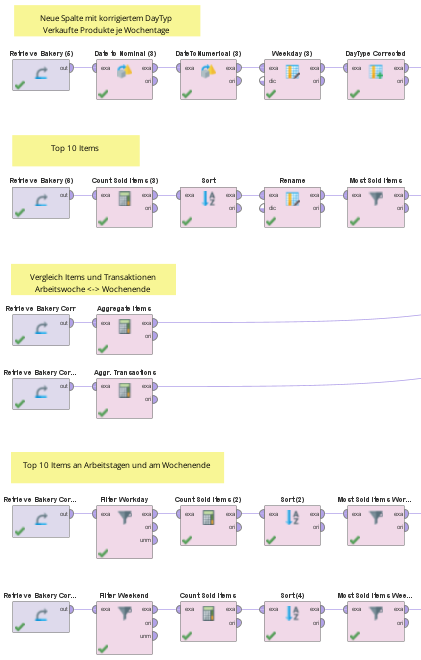 Neue Spalte mit korrigiertem DayTyp
Verkaufte Produkte je Wochentage
Retrieve Bakery (5) Date to Nominal (3) DateToNumerical (3) Weekday (3) DayType Corrected
out exa exa exa exa exa exa exa exa
ori ori dic ori ori
Top 10 Items
Retrieve Bakery (6) Count Sold Items (3) Sort Rename Most Sold Items
out exa exa exa exa exa exa exa exa
ori ori dic ori ori
Vergleich Items und Transaktionen
Arbeitswoche <-> Wochenende
Retrieve Bakery Corr Aggregate Items
out exa exa
ori
Retrieve Bakery Cor... Aggr. Transactions
out exa exa
ori
Top 10 Items an Arbeitstagen und am Wochenende
Retrieve Bakery Cor... Filter Workday Count Sold Items (2) Sort (2) Most Sold Items Wor...
out exa exa exa exa exa exa exa exa
ori ori ori ori
unm
Retrieve Bakery Cor... Filter Weekend Count Sold Items Sort (4) Most Sold Items Wee...
out exa exa exa exa exa exa exa exa
ori ori ori ori
unm